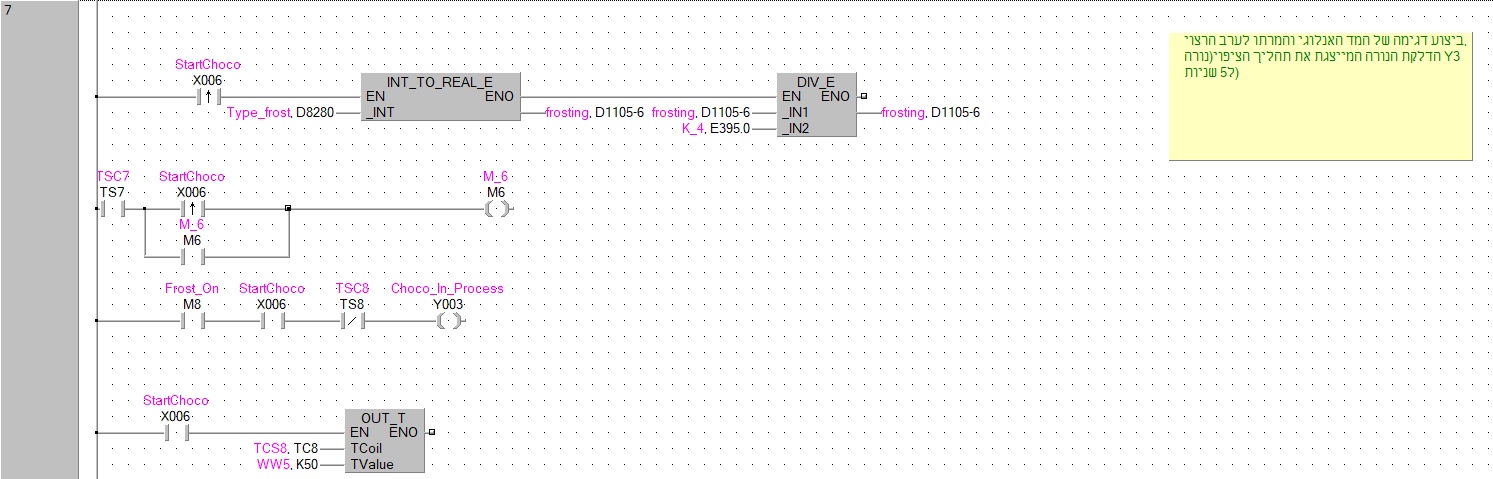 7
StartChoco
X006
INT_TO_REAL_E
EN ENO
Type_frost, D8280 _INT frosting, D1105-6
DIV_E
EN ENO
frosting, D1105-6 _IN1 frosting, D1105-6
K_4, E395.0 _IN2
.ביצוע דגימה של המד האנלוגי והמרתו לערב הרצוי
Y3 הדלקת הנורה המייצגת את תהליך הציפוי(נורה
(ל5 שניות
TSC7 StartChoco M_6
TS7 X006 M6
M_6
M6
Frost_On StartChoco TSC8 Choco_In_Process
M8 X006 TS8 Y003
StartChoco
X006
OUT_T
EN ENO
TCS8, TC8 TCoil
WW5, K50 TValue